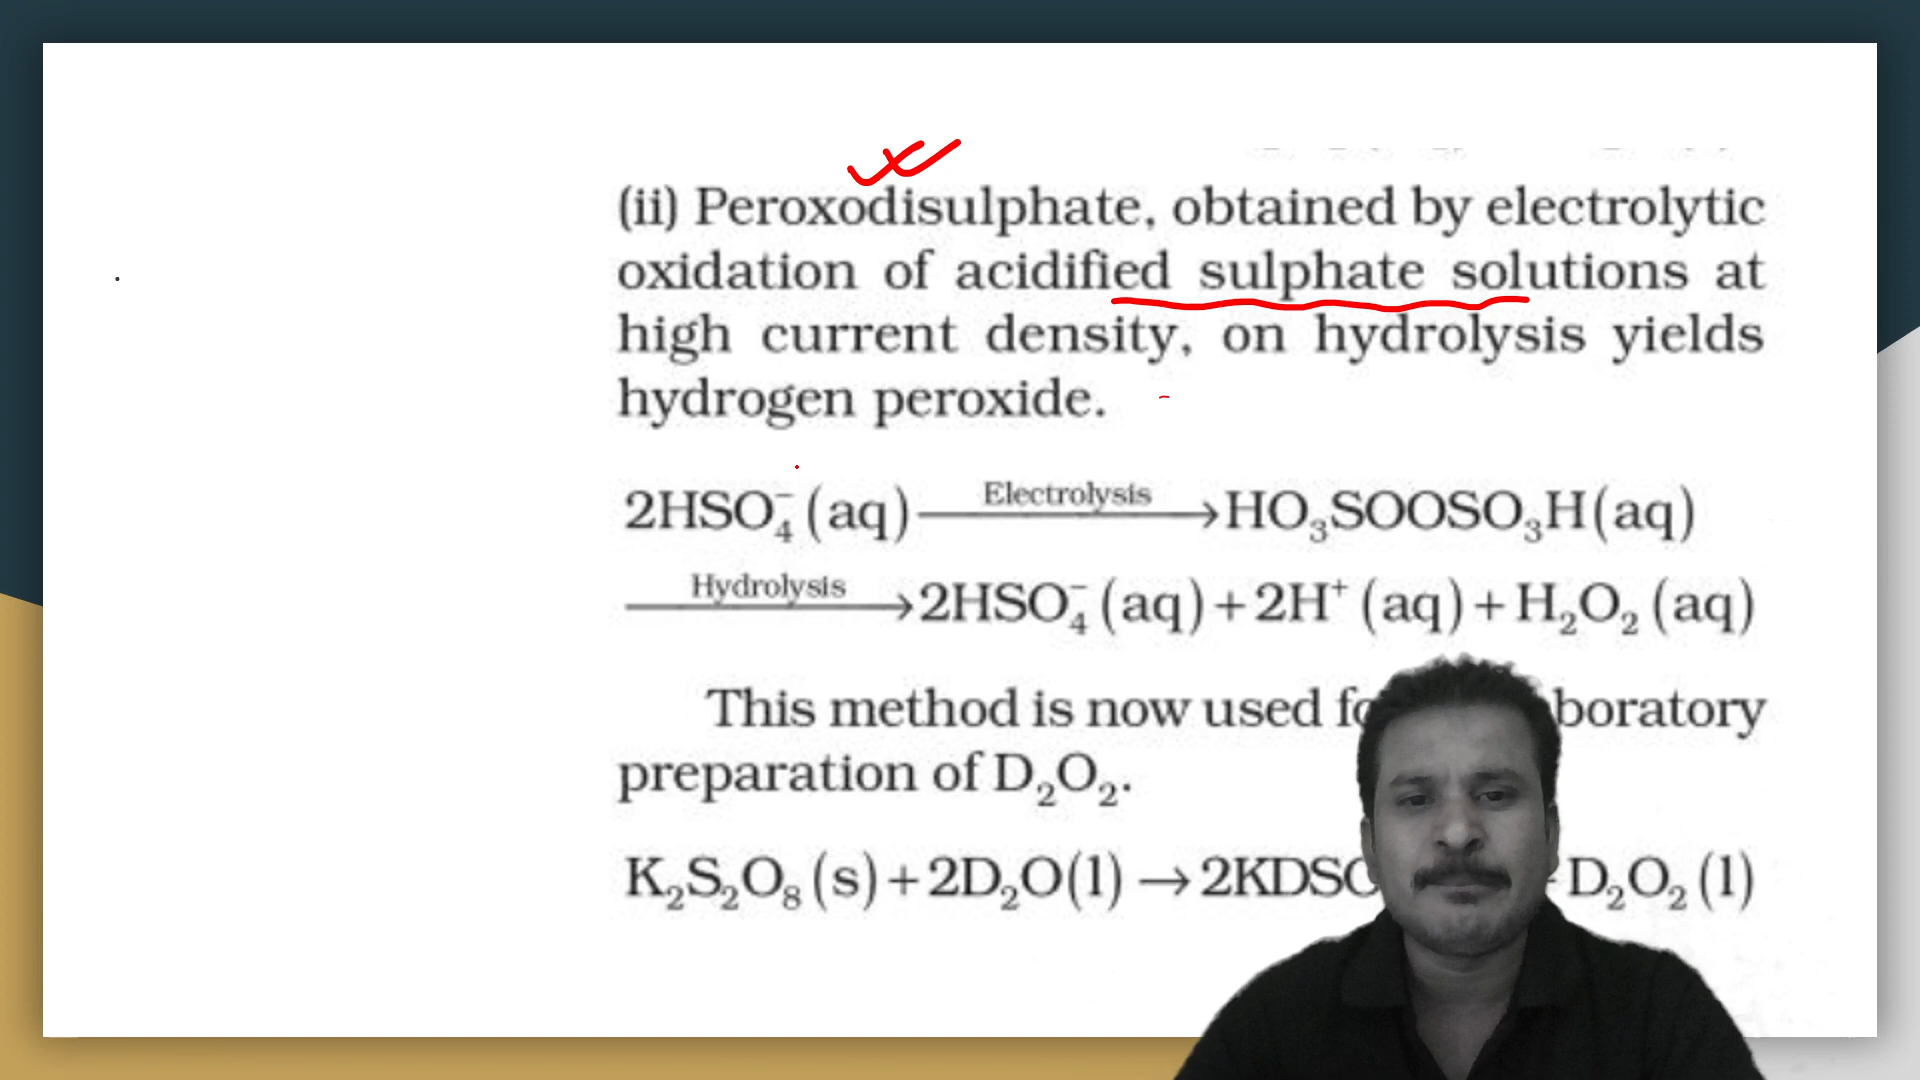 (ii) Peroxodisulphate, obtained by electrolytic
oxidation of acidified sulphate solutions at
high current density, on hydrolysis yields
hydrogen peroxide.
2HSO₄⁻(aq) Electrolysis→HO₃SOOSO₃H(aq)
Hydrolysis→2HSO₄⁻(aq)+2H⁺(aq)+H₂O₂(aq)
This method is now used boratory
preparation of D₂O₂.
K₂S₂O₈(s)+2D₂O(l)→2KDSO D₂O₂(l)